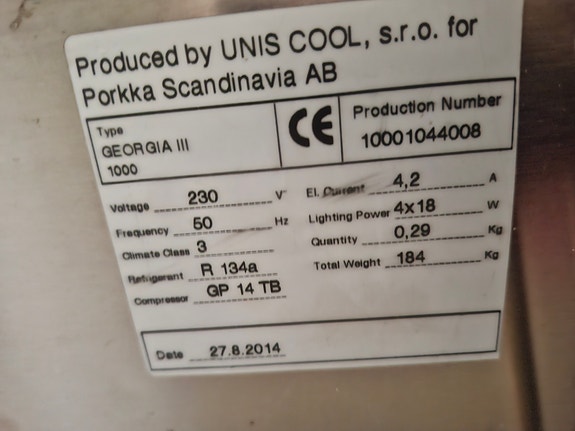 Produced by UNIS COOL, s.r.o. for
Porkka Scandinavia AB
Type
GEORGIA III
1000
CE
Production Number
10001044008
Voltage 230 V~
Frequency 50 Hz
Climate Class 3
Refrigerant R 134a
Compressor GP 14 TB
El. Current 4,2 A
Lighting Power 4x18 W
Quantity 0,29 Kg
Total Weight 184 Kg
Date 27.8.2014